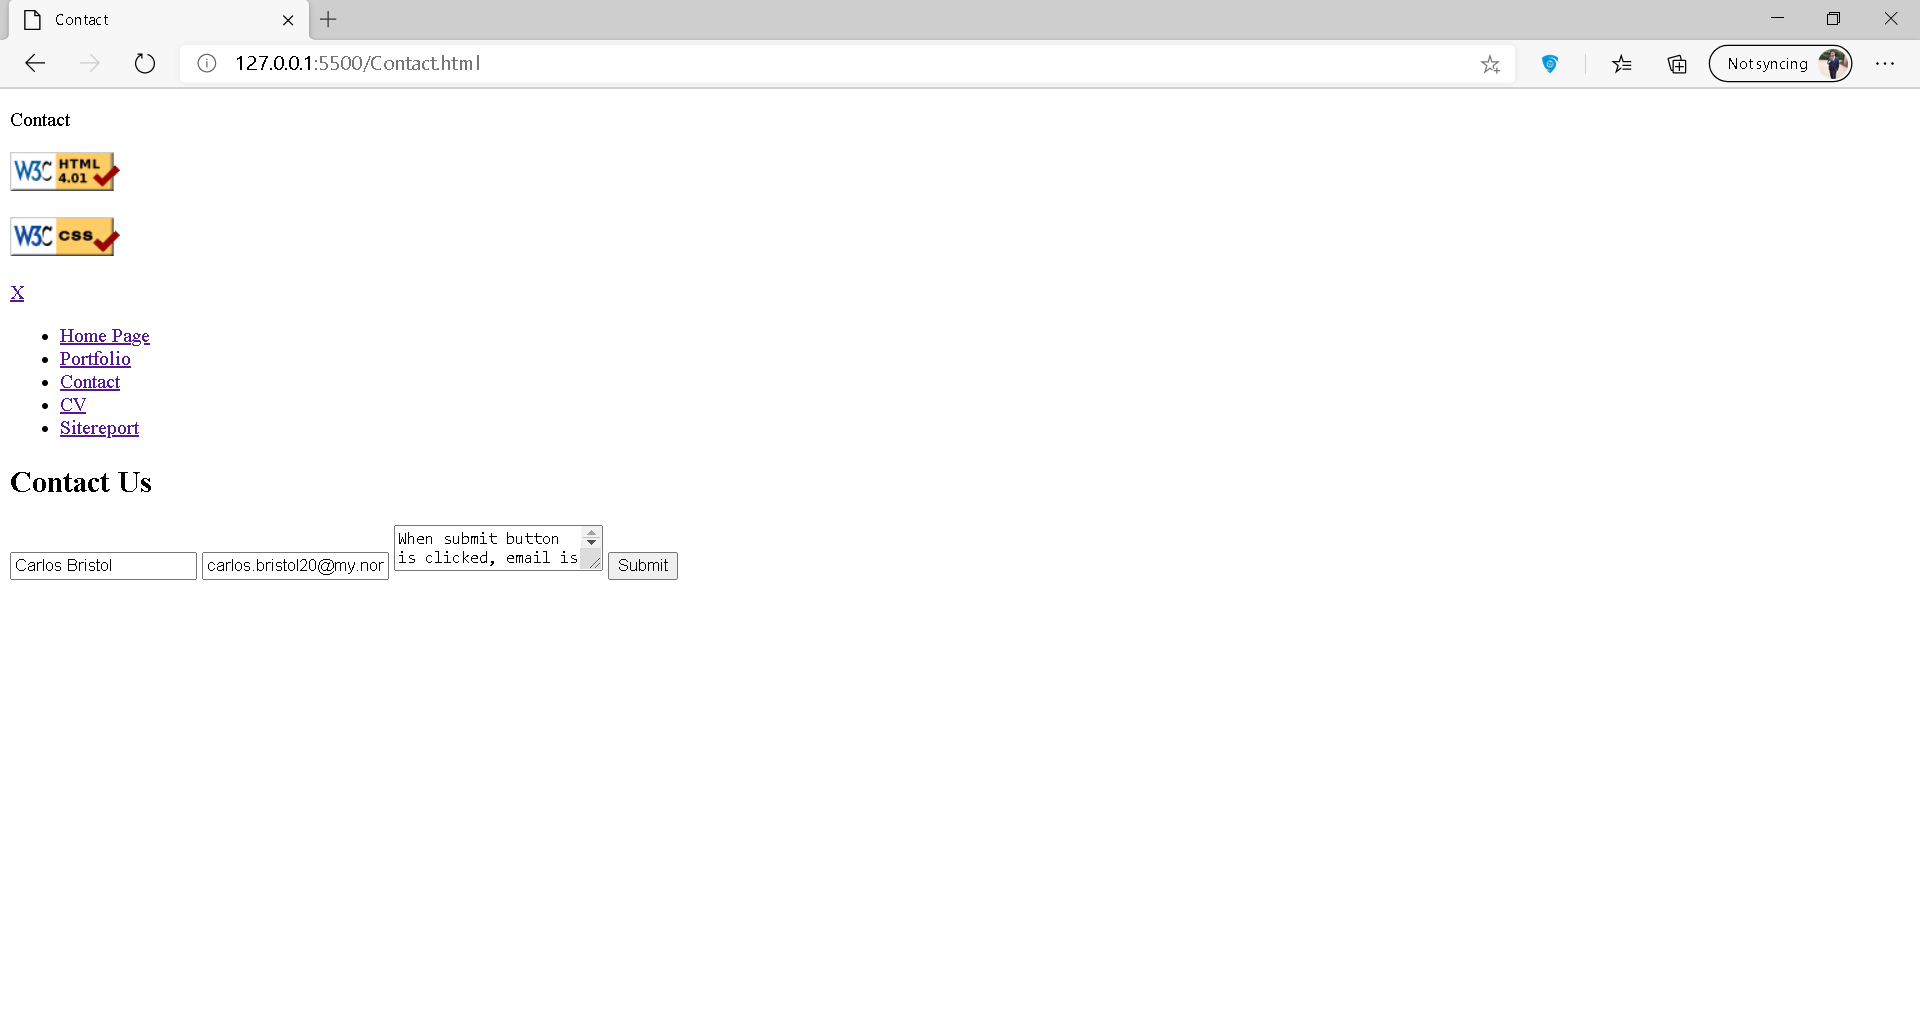 Contact
127.0.0.1:5500/Contact.html
Not syncing
Contact
W3C HTML 4.01
W3C css
X
Home Page
Portfolio
Contact
CV
Sitereport
Contact Us
Carlos Bristol
carlos.bristol20@my.nor
When submit button
is clicked, email is
Submit